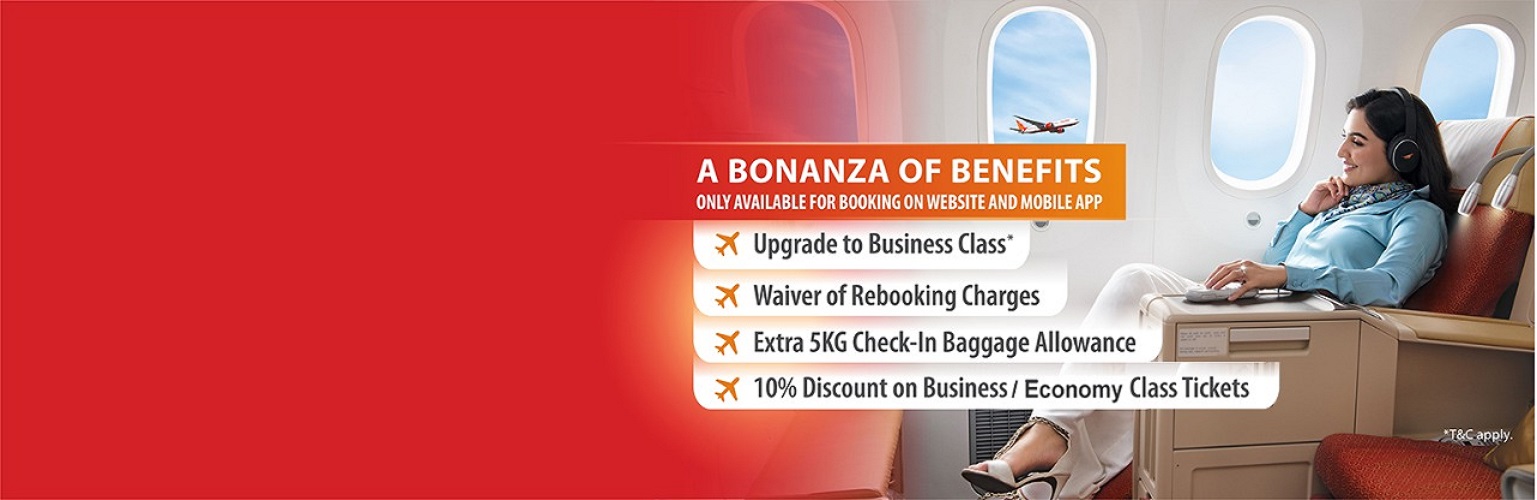 A BONANZA OF BENEFITS
ONLY AVAILABLE FOR BOOKING ON WEBSITE AND MOBILE APP
Upgrade to Business Class*
Waiver of Rebooking Charges
Extra 5KG Check-In Baggage Allowance
10% Discount on Business / Economy Class Tickets
*T&C apply.